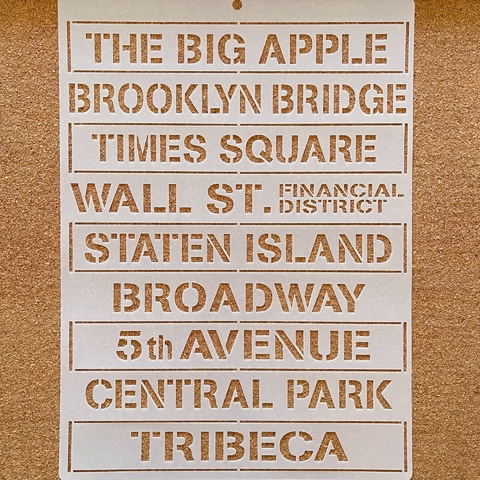 THE BIG APPLE
BROOKLYN BRIDGE
TIMES SQUARE
WALL ST. FINANCIAL DISTRICT
STATEN ISLAND
BROADWAY
5th AVENUE
CENTRAL PARK
TRIBECA